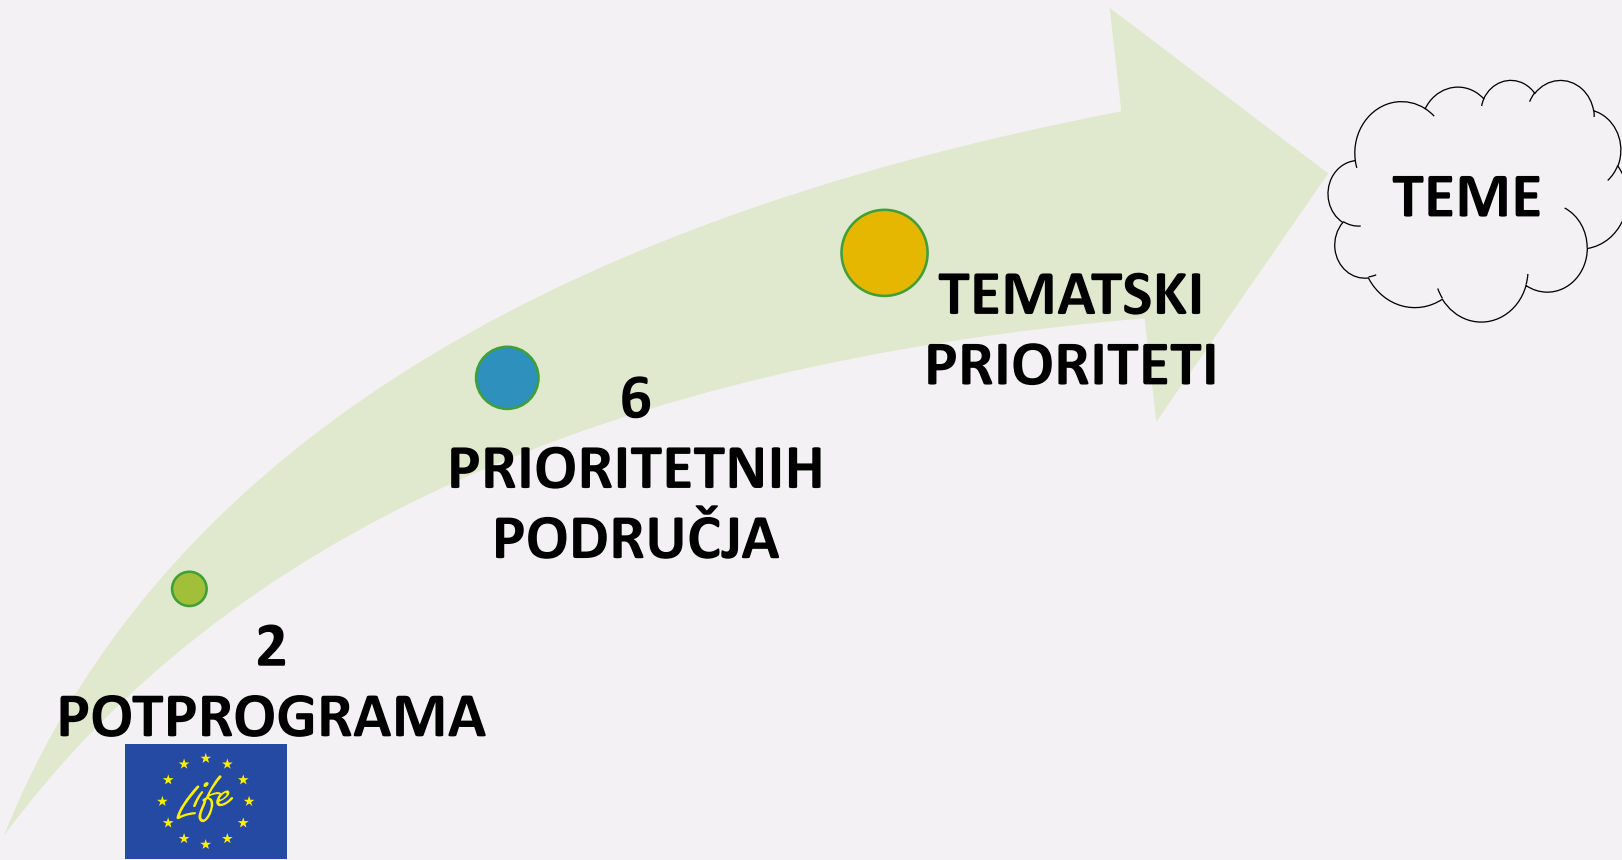 TEME
TEMATSKI
PRIORITETI
6
PRIORITETNIH
PODRUČJA
2
POTPROGRAMA
Life